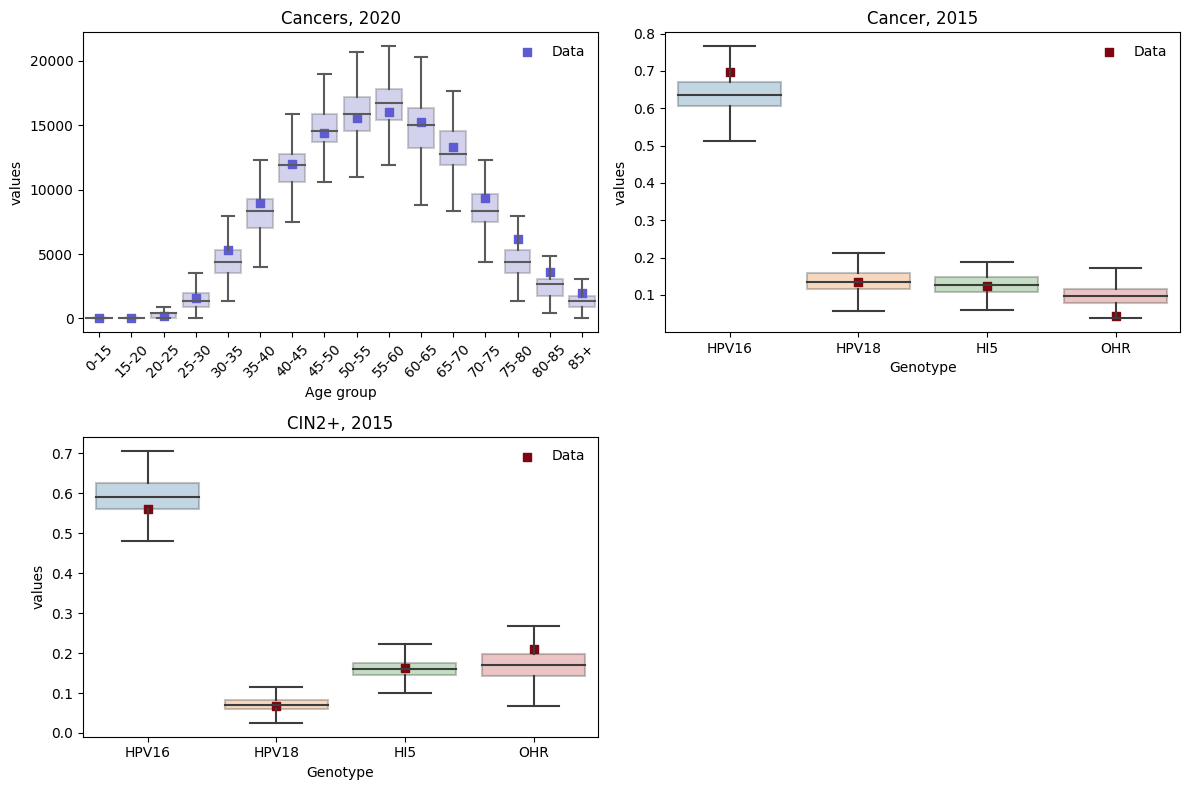 Cancers, 2020
values
20000
15000
10000
5000
0
Data
0-15
15-20
20-25
25-30
30-35
35-40
40-45
45-50
50-55
55-60
60-65
65-70
70-75
75-80
80-85
85+
Age group
Cancer, 2015
values
0.8
0.7
0.6
0.5
0.4
0.3
0.2
0.1
Data
HPV16
HPV18
HI5
OHR
Genotype
CIN2+, 2015
values
0.7
0.6
0.5
0.4
0.3
0.2
0.1
0.0
Data
HPV16
HPV18
HI5
OHR
Genotype